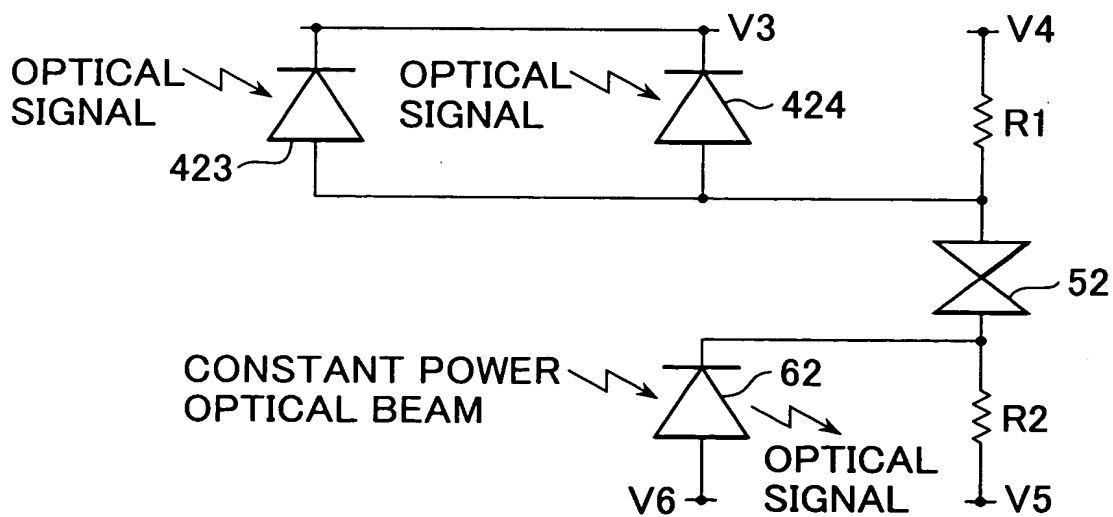 V3
V4
OPTICAL
SIGNAL
OPTICAL
SIGNAL
424
R1
423
52
CONSTANT POWER
OPTICAL BEAM
62
R2
OPTICAL
SIGNAL
V6
V5